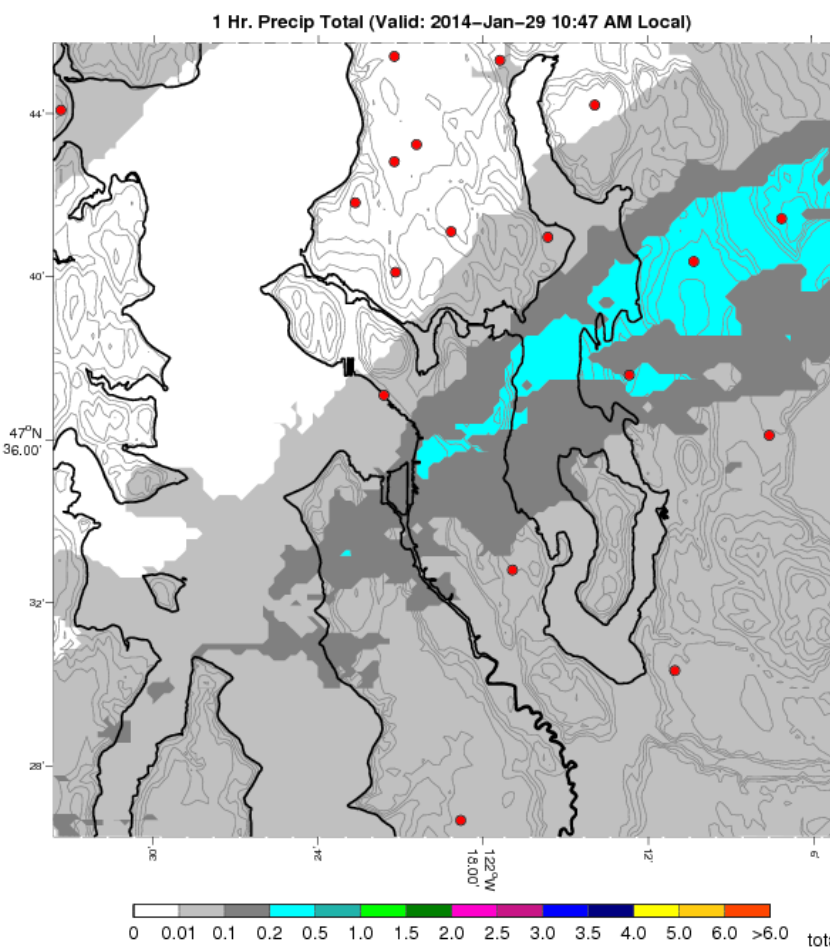 1 Hr. Precip Total (Valid: 2014−Jan−29 10:47 AM Local)
44'
40'
47°N
36.00'
32'
28'
30' 24' 122°W 12' 6'
18.00'
0 0.01 0.1 0.2 0.5 1.0 1.5 2.0 2.5 3.0 3.5 4.0 5.0 6.0 >6.0
tot